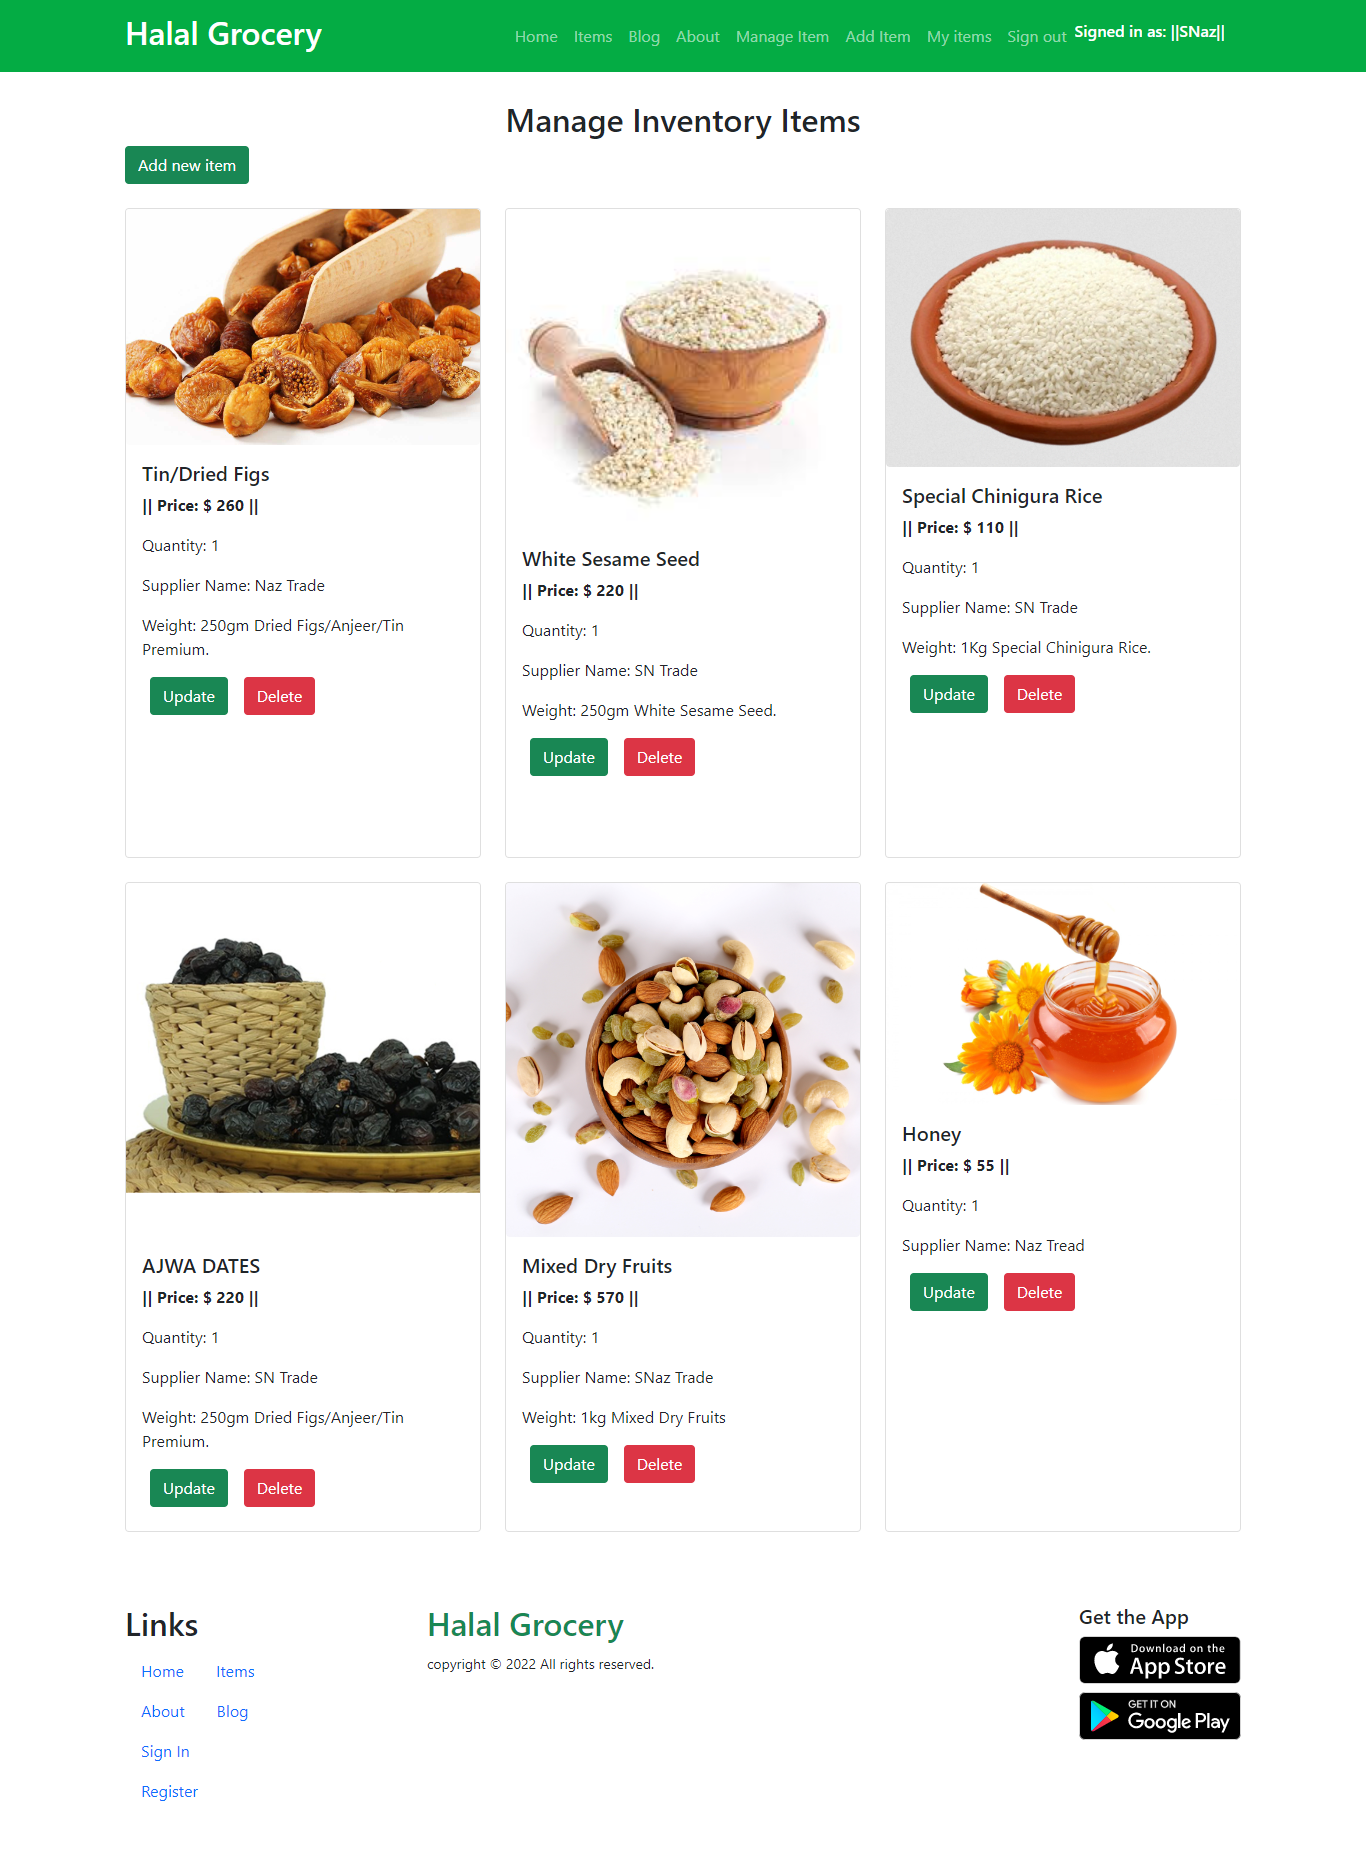 Halal Grocery
Home Items Blog About Manage Item Add Item My items Sign out Signed in as: ||SNaz||
Manage Inventory Items
Add new item
Tin/Dried Figs
|| Price: $ 260 ||
Quantity: 1
Supplier Name: Naz Trade
Weight: 250gm Dried Figs/Anjeer/Tin
Premium.
Update Delete
White Sesame Seed
|| Price: $ 220 ||
Quantity: 1
Supplier Name: SN Trade
Weight: 250gm White Sesame Seed.
Update Delete
Special Chinigura Rice
|| Price: $ 110 ||
Quantity: 1
Supplier Name: SN Trade
Weight: 1Kg Special Chinigura Rice.
Update Delete
AJWA DATES
|| Price: $ 220 ||
Quantity: 1
Supplier Name: SN Trade
Weight: 250gm Dried Figs/Anjeer/Tin
Premium.
Update Delete
Mixed Dry Fruits
|| Price: $ 570 ||
Quantity: 1
Supplier Name: SNaz Trade
Weight: 1kg Mixed Dry Fruits
Update Delete
Honey
|| Price: $ 55 ||
Quantity: 1
Supplier Name: Naz Tread
Update Delete
Links
Home Items
About Blog
Sign In
Register
Halal Grocery
copyright © 2022 All rights reserved.
Get the App
Download on the
App Store
GET IT ON
Google Play